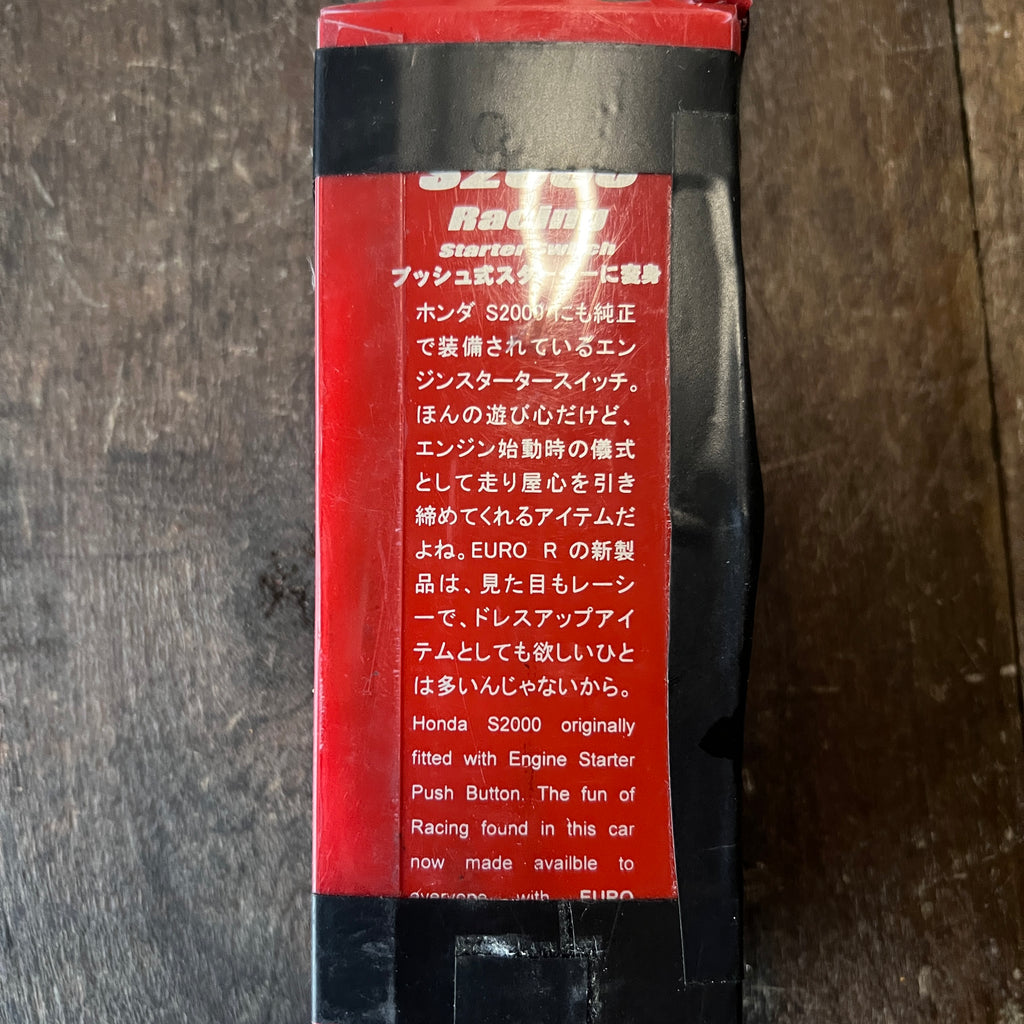 S2000
Racing
Starter Switch
プッシュ式スターターに変身
ホンダ S2000にも純正
で装備されているエン
ジンスタータースイッチ。
ほんの遊び心だけど、
エンジン始動時の儀式
として走り屋心を引き
締めてくれるアイテムだ
よね。EURO R の新製
品は、見た目もレーシ
ーで、ドレスアップアイ
テムとしても欲しいひと
は多いんじゃないから。
Honda S2000 originally
fitted with Engine Starter
Push Button. The fun of
Racing found in this car
now made availble to
everyone with EURO